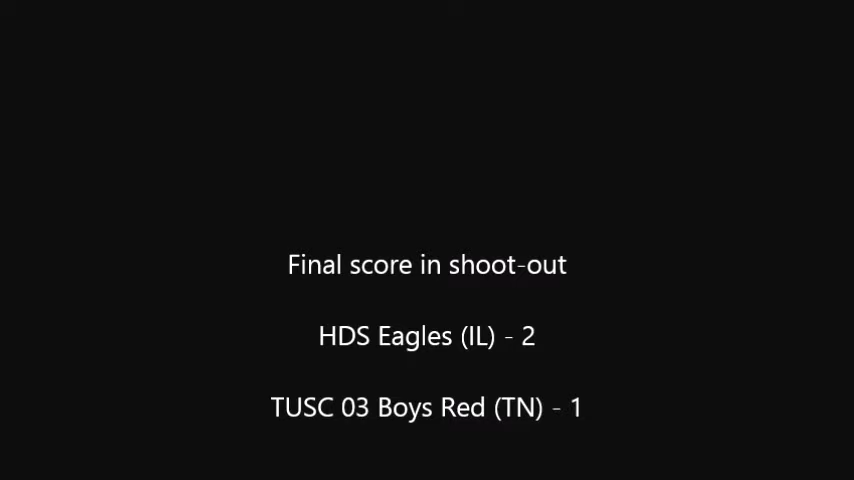 Final score in shoot-out
HDS Eagles (IL) - 2
TUSC 03 Boys Red (TN) - 1